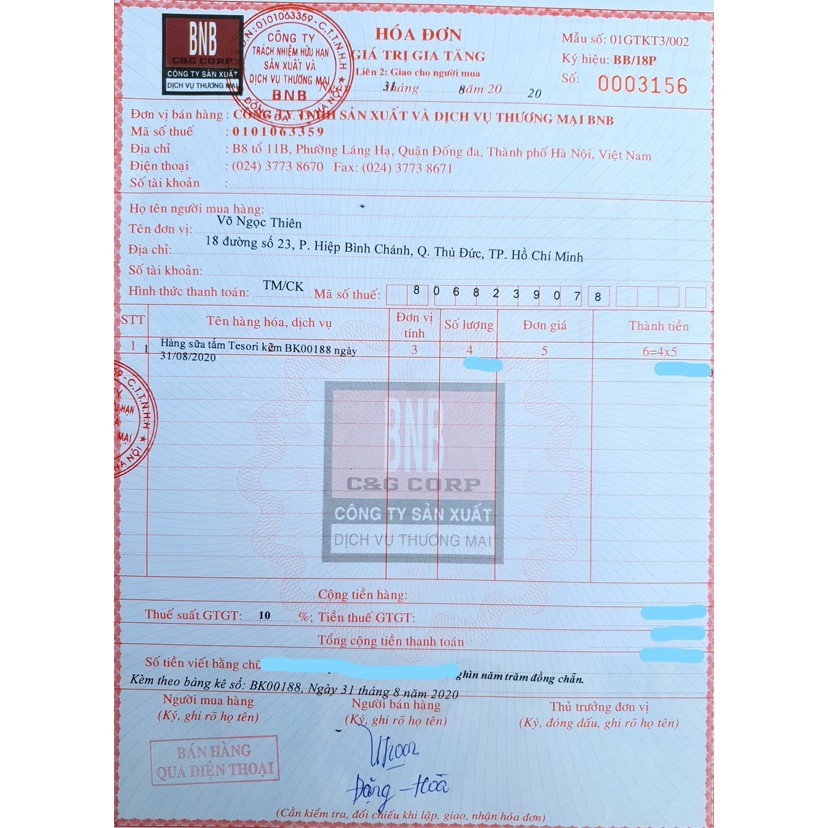 BNB
C&G CORP
CÔNG TY SẢN XUẤT
DỊCH VỤ THƯƠNG MẠI
0101063359-C.T.T.N.H.H
CÔNG TY
TRÁCH NHIỆM HỮU HẠN
SẢN XUẤT VÀ
DỊCH VỤ THƯƠNG MẠI
BNB
HÓA ĐƠN
GIÁ TRỊ GIA TĂNG
Liên 2: Giao cho người mua
31 tháng 8 năm 20 20
Mẫu số: 01GTKT3/002
Ký hiệu: BB/18P
Số: 0003156
Đơn vị bán hàng : CÔNG TY TNHH SẢN XUẤT VÀ DỊCH VỤ THƯƠNG MẠI BNB
Mã số thuế : 0101063359
Địa chỉ : B8 tổ 11B, Phường Láng Hạ, Quận Đống đa, Thành phố Hà Nội, Việt Nam
Điện thoại : (024) 3773 8670 Fax: (024) 3773 8671
Số tài khoản :
Họ tên người mua hàng:
Tên đơn vị: Võ Ngọc Thiên
Địa chỉ: 18 đường số 23, P. Hiệp Bình Chánh, Q. Thủ Đức, TP. Hồ Chí Minh
Số tài khoản:
Hình thức thanh toán: TM/CK Mã số thuế: 8068239078
STT Tên hàng hóa, dịch vụ Đơn vị tính Số lượng Đơn giá Thành tiền
1 2 3 4 5 6=4x5
1 Hàng sữa tắm Tesori kèm BK00188 ngày
31/08/2020
BNB
C&G CORP
CÔNG TY SẢN XUẤT
DỊCH VỤ THƯƠNG MẠI
Cộng tiền hàng:
Thuế suất GTGT: 10 %; Tiền thuế GTGT:
Tổng cộng tiền thanh toán
Số tiền viết bằng chữ
nghìn năm trăm đồng chẵn.
Kèm theo bảng kê số: BK00188, Ngày 31 tháng 8 năm 2020
Người mua hàng Người bán hàng Thủ trưởng đơn vị
(Ký, ghi rõ họ tên) (Ký, ghi rõ họ tên) (Ký, đóng dấu, ghi rõ họ tên)
BÁN HÀNG
QUA ĐIỆN THOẠI
Đặng Hoà
(Cần kiểm tra, đối chiếu khi lập, giao, nhận hóa đơn)